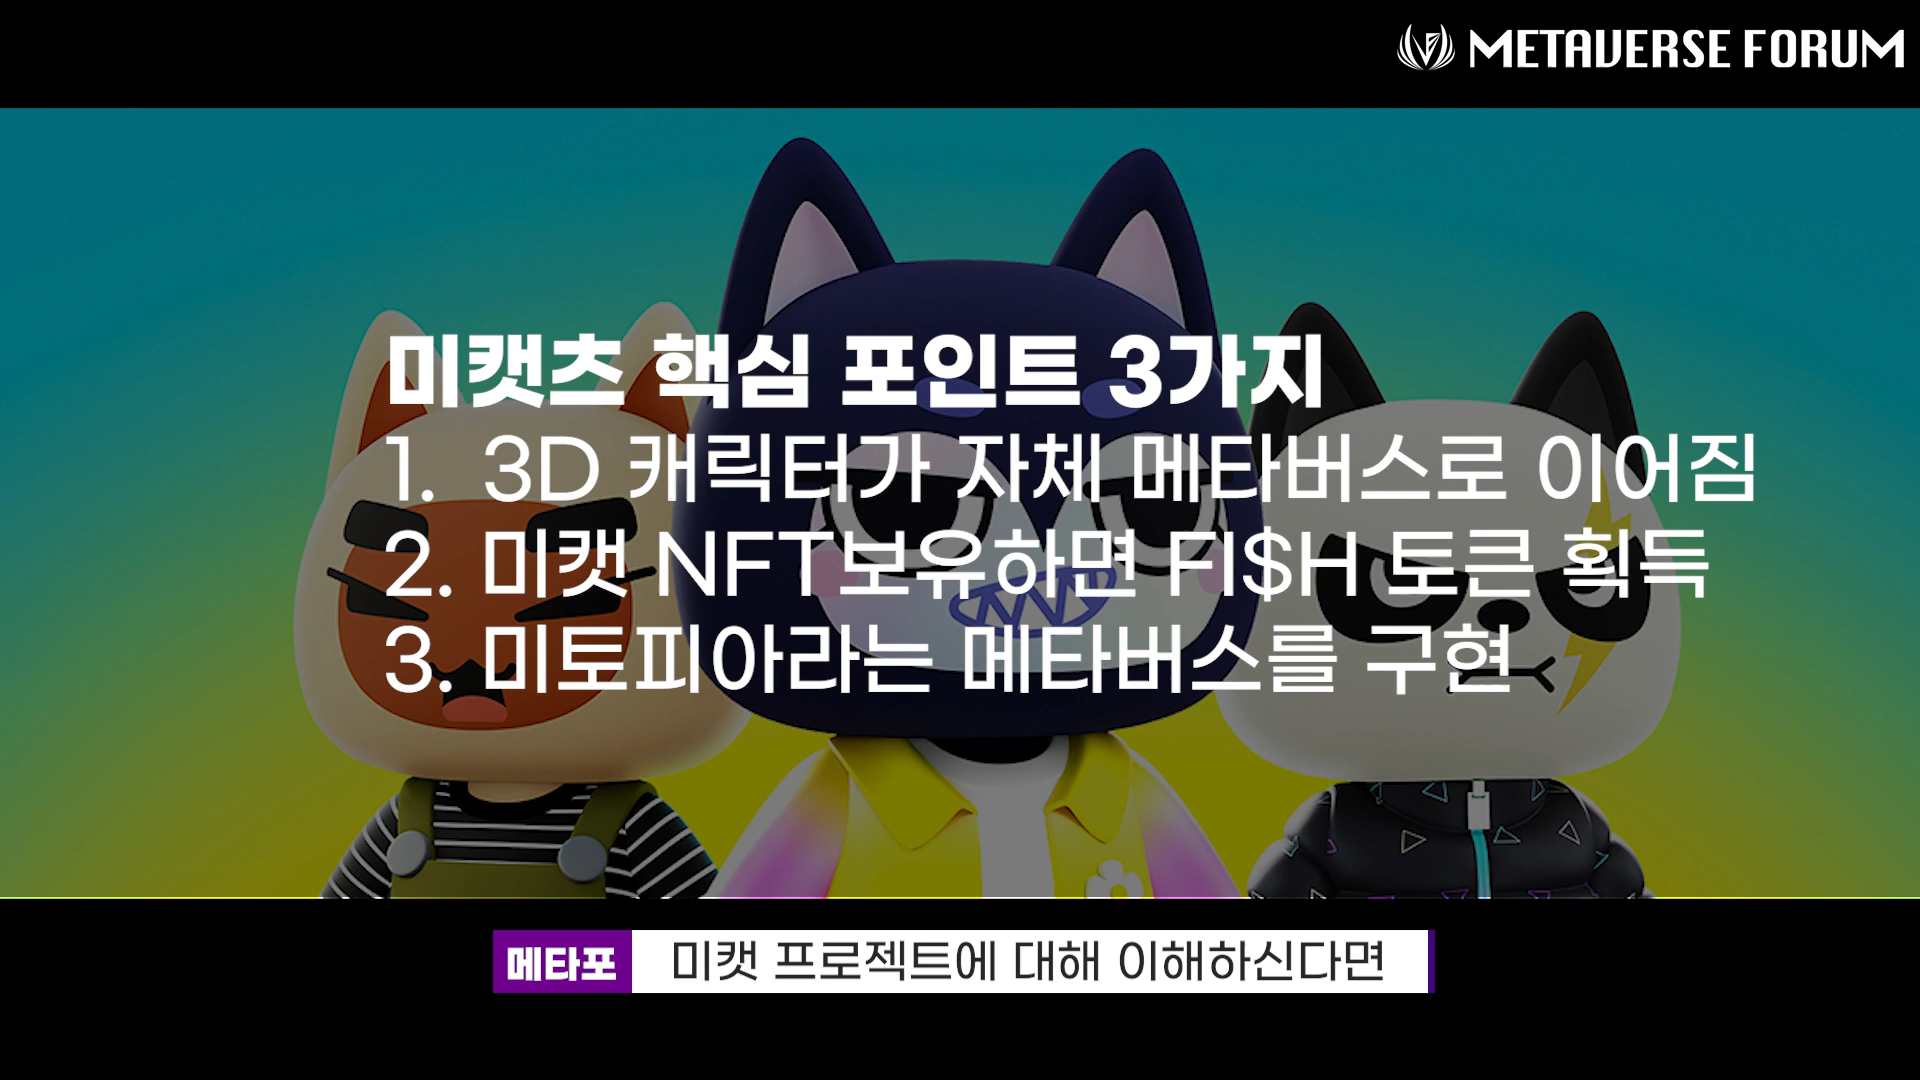 METAVERSE FORUM
미캣츠 핵심 포인트 3가지
1. 3D 캐릭터가 자체 메타버스로 이어짐
2. 미캣 NFT보유하면 FI$H 토큰 획득
3. 미토피아라는 메타버스를 구현
메타포 미캣 프로젝트에 대해 이해하신다면